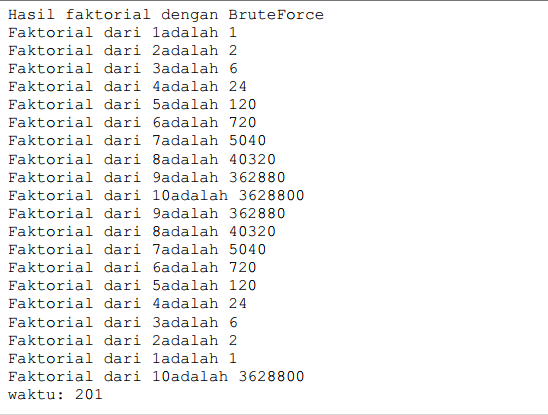 Hasil faktorial dengan BruteForce
Faktorial dari 1adalah 1
Faktorial dari 2adalah 2
Faktorial dari 3adalah 6
Faktorial dari 4adalah 24
Faktorial dari 5adalah 120
Faktorial dari 6adalah 720
Faktorial dari 7adalah 5040
Faktorial dari 8adalah 40320
Faktorial dari 9adalah 362880
Faktorial dari 10adalah 3628800
Faktorial dari 9adalah 362880
Faktorial dari 8adalah 40320
Faktorial dari 7adalah 5040
Faktorial dari 6adalah 720
Faktorial dari 5adalah 120
Faktorial dari 4adalah 24
Faktorial dari 3adalah 6
Faktorial dari 2adalah 2
Faktorial dari 1adalah 1
Faktorial dari 10adalah 3628800
waktu: 201